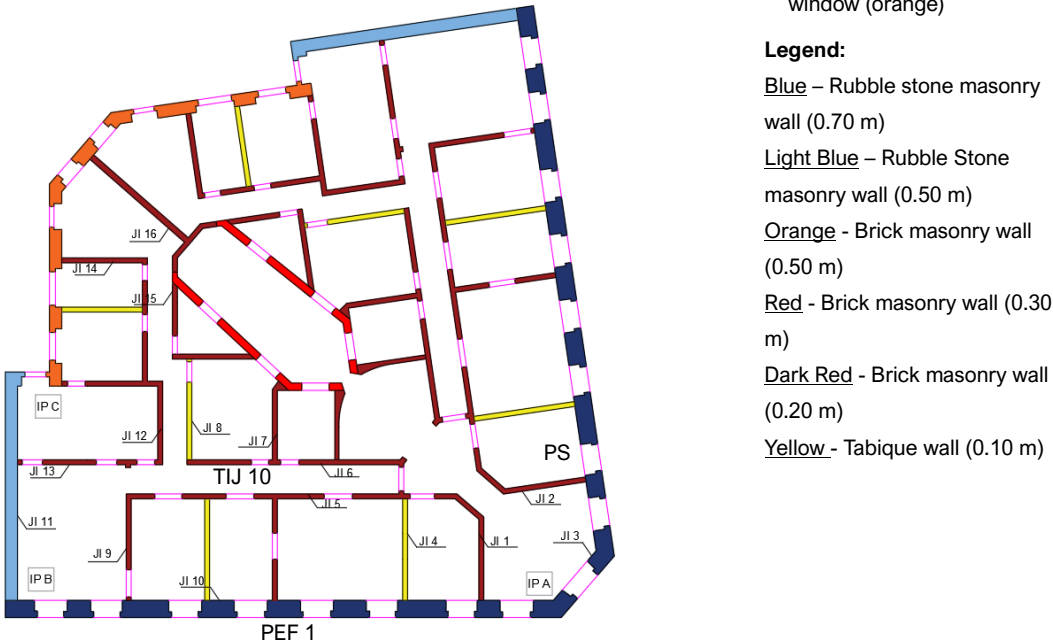 window (orange)
Legend:
Blue – Rubble stone masonry
wall (0.70 m)
Light Blue – Rubble Stone
masonry wall (0.50 m)
Orange - Brick masonry wall
(0.50 m)
Red - Brick masonry wall (0.30
m)
Dark Red - Brick masonry wall
(0.20 m)
Yellow - Tabique wall (0.10 m)
JI 16
JI 14
JI 15
IP C
JI 12
JI 8
JI 7
JI 13
TIJ 10
JI 6
PS
JI 2
JI 5
JI 11
JI 9
JI 4
JI 1
JI 3
IP B
JI 10
IP A
PEF 1